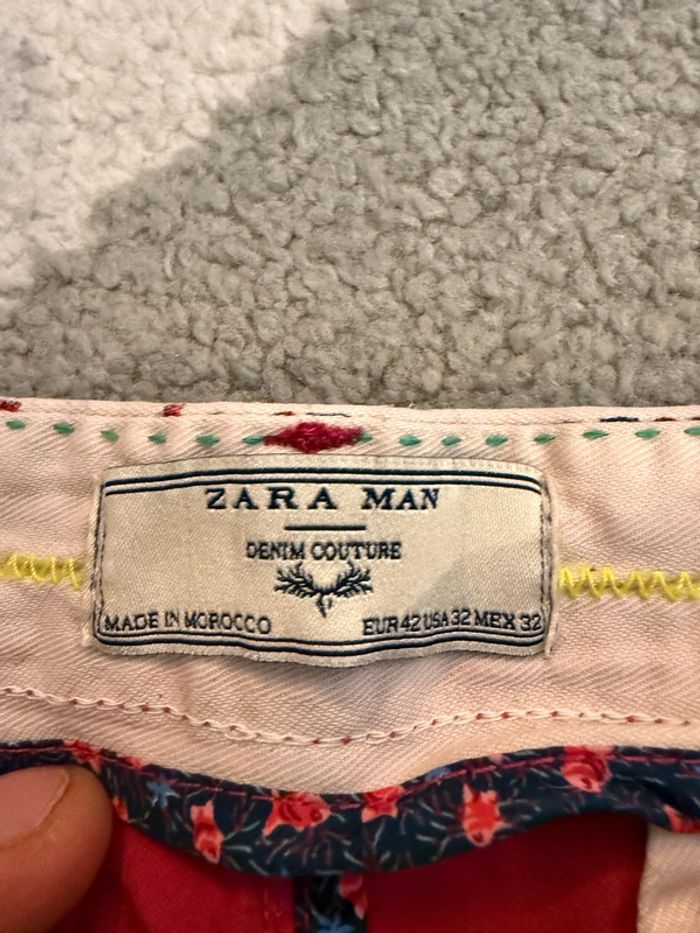 ZARA MAN
DENIM COUTURE
MADE IN MOROCCO EUR 42 USA 32 MEX 32